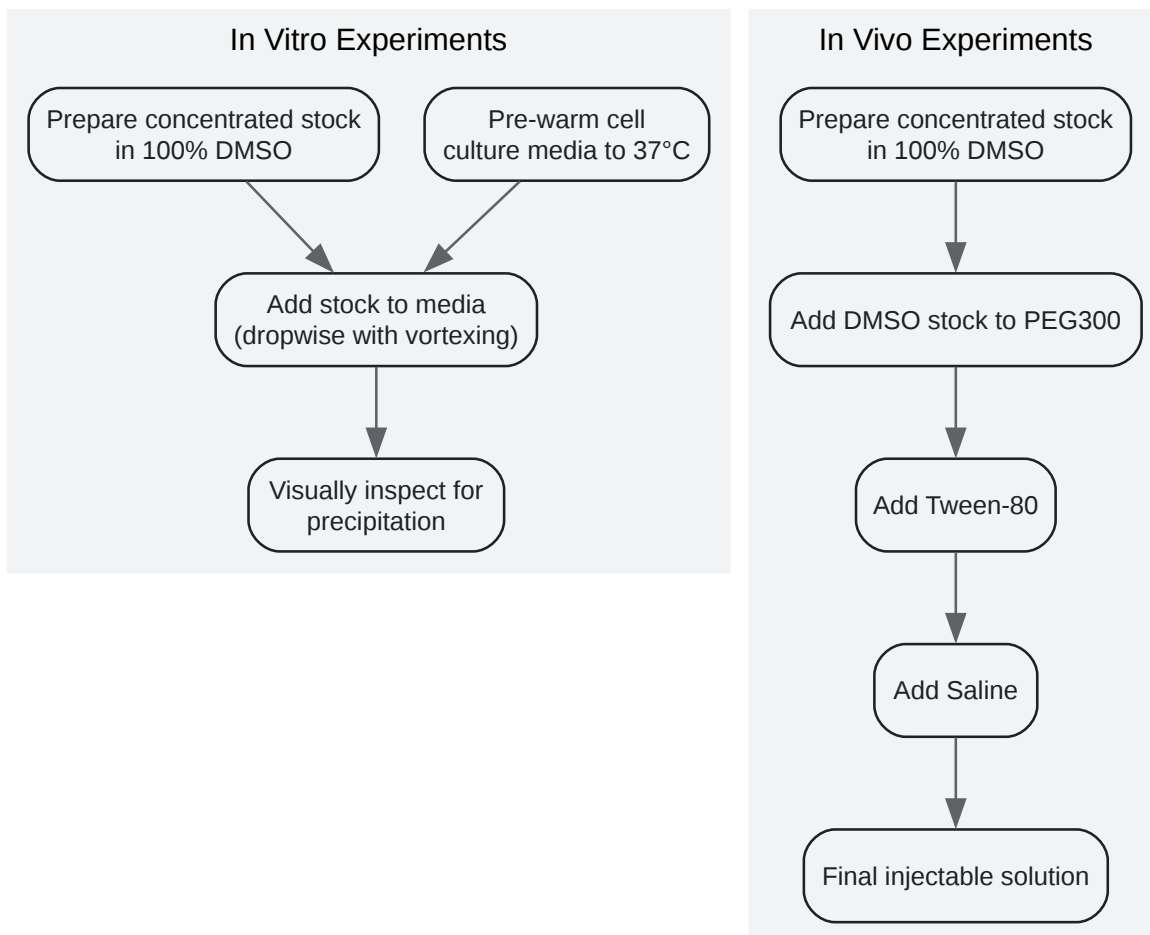 In Vitro Experiments
Prepare concentrated stock
in 100% DMSO
Pre-warm cell
culture media to 37°C
Add stock to media
(dropwise with vortexing)
Visually inspect for
precipitation
In Vivo Experiments
Prepare concentrated stock
in 100% DMSO
Add DMSO stock to PEG300
Add Tween-80
Add Saline
Final injectable solution